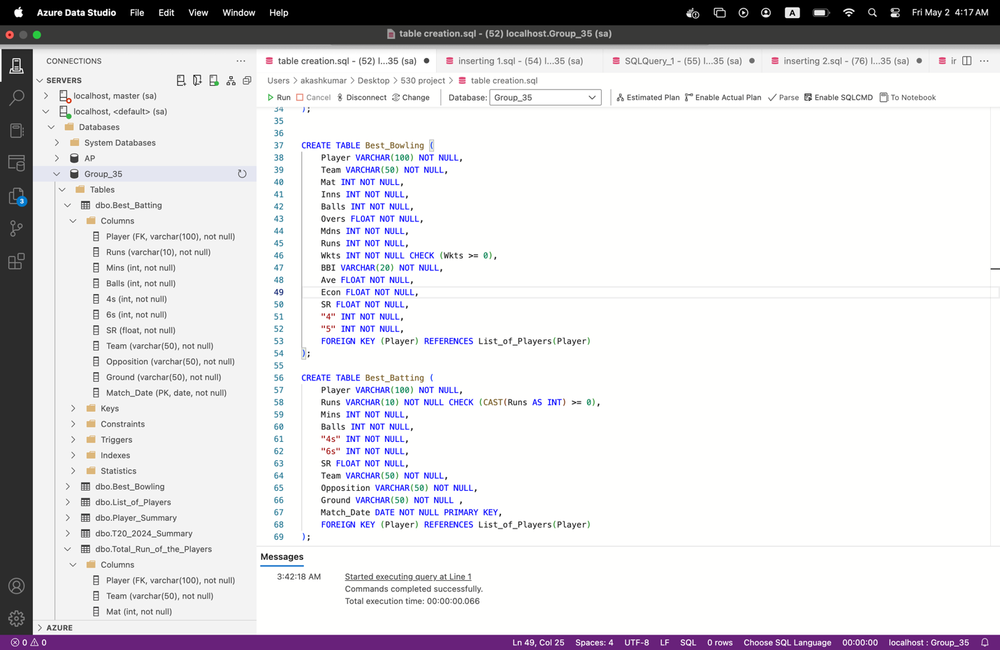 Azure Data Studio File Edit View Window Help A Fri May 2 4:17 AM
table creation.sql - (52) localhost.Group_35 (sa)
CONNECTIONS
SERVERS
localhost, master (sa)
localhost, <default> (sa)
Databases
System Databases
AP
Group_35
Tables
dbo.Best_Batting
Columns
Player (FK, varchar(100), not null)
Runs (varchar(10), not null)
Mins (int, not null)
Balls (int, not null)
4s (int, not null)
6s (int, not null)
SR (float, not null)
Team (varchar(50), not null)
Opposition (varchar(50), not null)
Ground (varchar(50), not null)
Match_Date (PK, date, not null)
Keys
Constraints
Triggers
Indexes
Statistics
dbo.Best_Bowling
dbo.List_of_Players
dbo.Player_Summary
dbo.T20_2024_Summary
dbo.Total_Run_of_the_Players
Columns
Player (FK, varchar(100), not null)
Team (varchar(50), not null)
Mat (int, not null)
AZURE
3
table creation.sql - (52) l...35 (sa) inserting 1.sql - (54) l...35 (sa) SQLQuery_1 - (55) l...35 (sa) inserting 2.sql - (76) l...35 (sa) ir
Users > akashkumar > Desktop > 530 project > table creation.sql
Run Cancel Disconnect Change Database: Group_35 Estimated Plan Enable Actual Plan Parse Enable SQLCMD To Notebook
34 );
35
36
37 CREATE TABLE Best_Bowling (
38 Player VARCHAR(100) NOT NULL,
39 Team VARCHAR(50) NOT NULL,
40 Mat INT NOT NULL,
41 Inns INT NOT NULL,
42 Balls INT NOT NULL,
43 Overs FLOAT NOT NULL,
44 Mdns INT NOT NULL,
45 Runs INT NOT NULL,
46 Wkts INT NOT NULL CHECK (Wkts >= 0),
47 BBI VARCHAR(20) NOT NULL,
48 Ave FLOAT NOT NULL,
49 Econ FLOAT NOT NULL,
50 SR FLOAT NOT NULL,
51 "4" INT NOT NULL,
52 "5" INT NOT NULL,
53 FOREIGN KEY (Player) REFERENCES List_of_Players(Player)
54 );
55
56 CREATE TABLE Best_Batting (
57 Player VARCHAR(100) NOT NULL,
58 Runs VARCHAR(10) NOT NULL CHECK (CAST(Runs AS INT) >= 0),
59 Mins INT NOT NULL,
60 Balls INT NOT NULL,
61 "4s" INT NOT NULL,
62 "6s" INT NOT NULL,
63 SR FLOAT NOT NULL,
64 Team VARCHAR(50) NOT NULL,
65 Opposition VARCHAR(50) NOT NULL,
66 Ground VARCHAR(50) NOT NULL ,
67 Match_Date DATE NOT NULL PRIMARY KEY,
68 FOREIGN KEY (Player) REFERENCES List_of_Players(Player)
69 );
Messages
3:42:18 AM Started executing query at Line 1
Commands completed successfully.
Total execution time: 00:00:00.066
0 0 Ln 49, Col 25 Spaces: 4 UTF-8 LF SQL 0 rows Choose SQL Language 00:00:00 localhost : Group_35